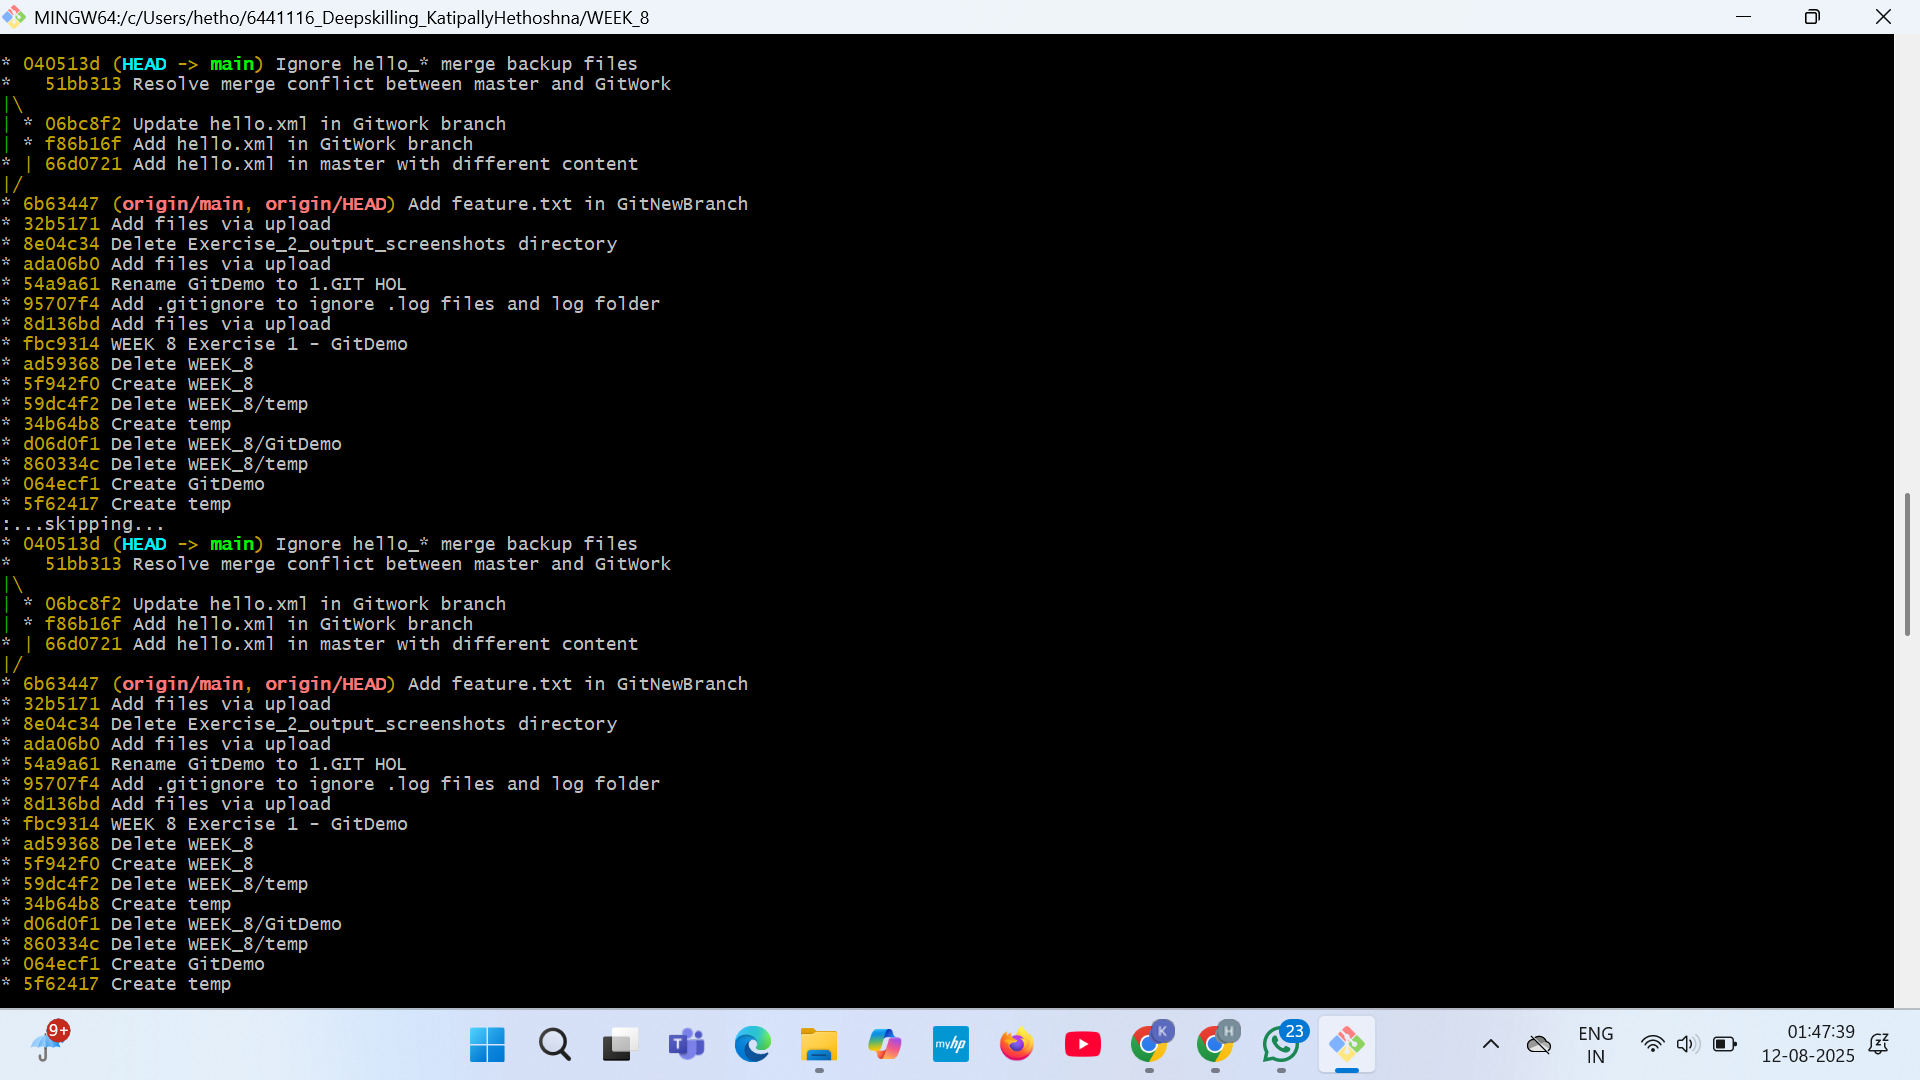 MINGW64:/c/Users/hetho/6441116_Deepskilling_KatipallyHethoshna/WEEK_8
* 040513d (HEAD -> main) Ignore hello_* merge backup files
*   51bb313 Resolve merge conflict between master and GitWork
|\
| * 06bc8f2 Update hello.xml in Gitwork branch
| * f86b16f Add hello.xml in GitWork branch
* | 66d0721 Add hello.xml in master with different content
|/
* 6b63447 (origin/main, origin/HEAD) Add feature.txt in GitNewBranch
* 32b5171 Add files via upload
* 8e04c34 Delete Exercise_2_output_screenshots directory
* ada06b0 Add files via upload
* 54a9a61 Rename GitDemo to 1.GIT HOL
* 95707f4 Add .gitignore to ignore .log files and log folder
* 8d136bd Add files via upload
* fbc9314 WEEK 8 Exercise 1 - GitDemo
* ad59368 Delete WEEK_8
* 5f942f0 Create WEEK_8
* 59dc4f2 Delete WEEK_8/temp
* 34b64b8 Create temp
* d06d0f1 Delete WEEK_8/GitDemo
* 860334c Delete WEEK_8/temp
* 064ecf1 Create GitDemo
* 5f62417 Create temp
:...skipping...
* 040513d (HEAD -> main) Ignore hello_* merge backup files
*   51bb313 Resolve merge conflict between master and GitWork
|\
| * 06bc8f2 Update hello.xml in Gitwork branch
| * f86b16f Add hello.xml in GitWork branch
* | 66d0721 Add hello.xml in master with different content
|/
* 6b63447 (origin/main, origin/HEAD) Add feature.txt in GitNewBranch
* 32b5171 Add files via upload
* 8e04c34 Delete Exercise_2_output_screenshots directory
* ada06b0 Add files via upload
* 54a9a61 Rename GitDemo to 1.GIT HOL
* 95707f4 Add .gitignore to ignore .log files and log folder
* 8d136bd Add files via upload
* fbc9314 WEEK 8 Exercise 1 - GitDemo
* ad59368 Delete WEEK_8
* 5f942f0 Create WEEK_8
* 59dc4f2 Delete WEEK_8/temp
* 34b64b8 Create temp
* d06d0f1 Delete WEEK_8/GitDemo
* 860334c Delete WEEK_8/temp
* 064ecf1 Create GitDemo
* 5f62417 Create temp
9+
T
myhp
K
H
23
ENG
IN
01:47:39
12-08-2025